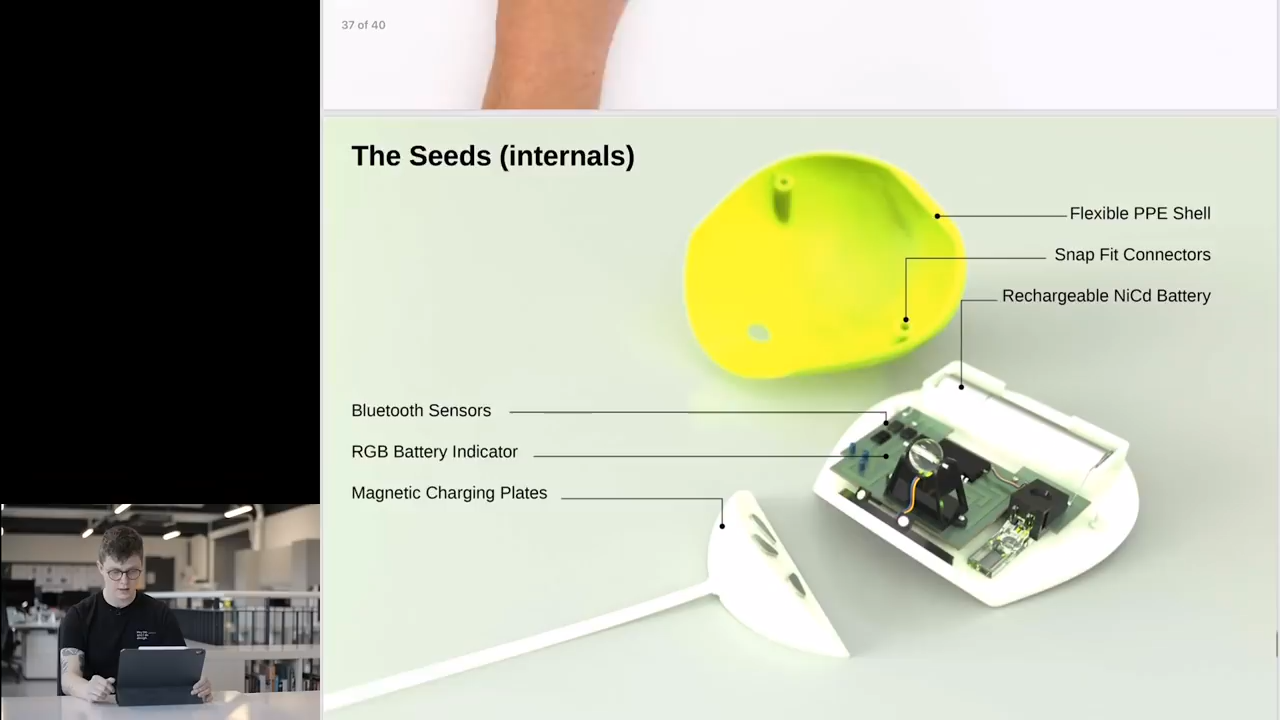 37 of 40
The Seeds (internals)
Flexible PPE Shell
Snap Fit Connectors
Rechargeable NiCd Battery
Bluetooth Sensors
RGB Battery Indicator
Magnetic Charging Plates